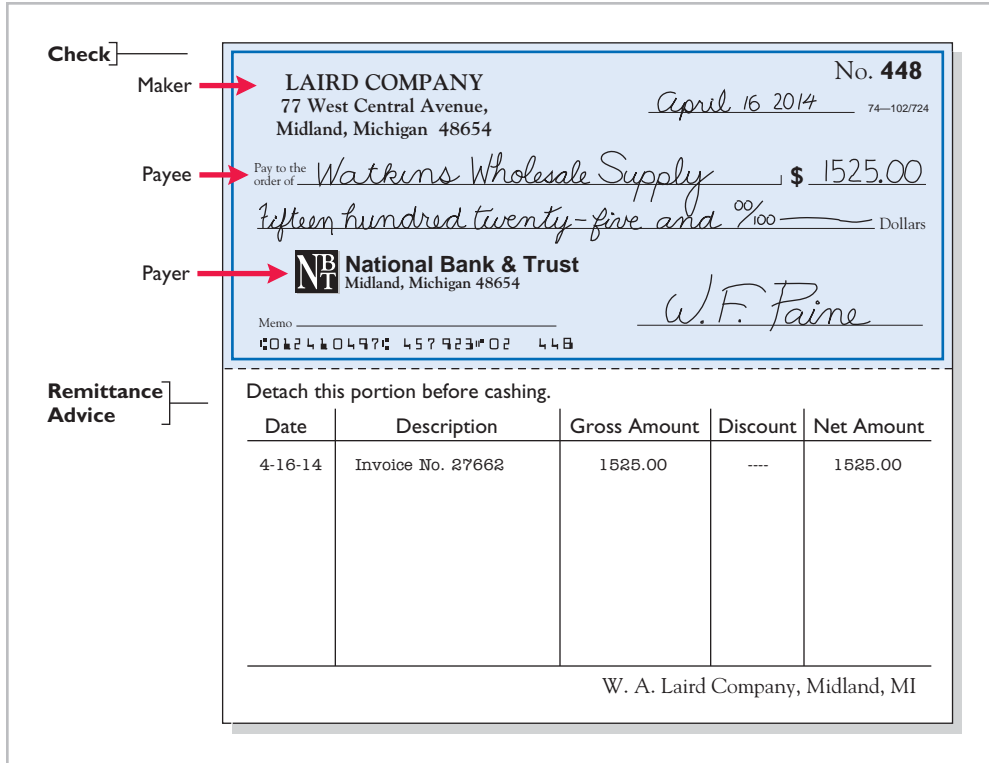 Check
Maker
LAIRD COMPANY
77 West Central Avenue,
Midland, Michigan 48654
No. 448
April 16 2014 74—102/724
Payee
Pay to the
order of Watkins Wholesale Supply $ 1525.00
Fifteen hundred twenty-five and 00/100 Dollars
Payer
NBT
National Bank & Trust
Midland, Michigan 48654
W. F. Paine
Memo
⑆012410497⑆ 457923⑈02 448
Remittance
Advice
Detach this portion before cashing.
Date Description Gross Amount Discount Net Amount
4-16-14 Invoice No. 27662 1525.00 ---- 1525.00
W. A. Laird Company, Midland, MI